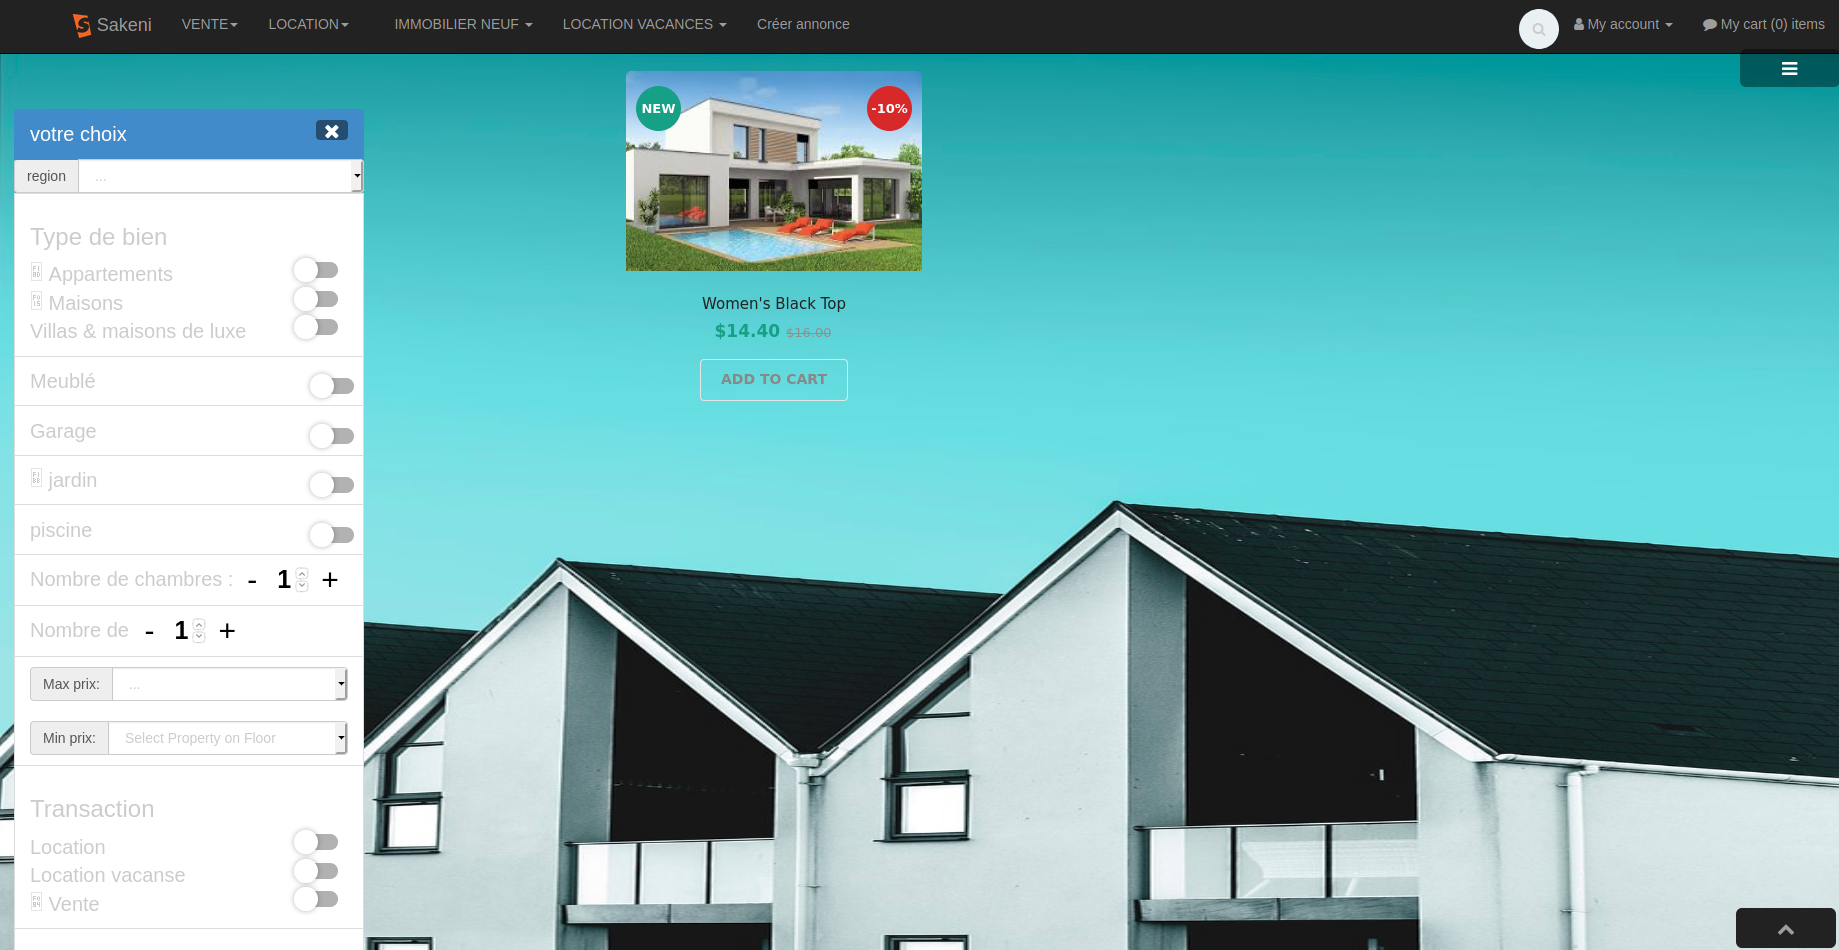 Sakeni VENTE LOCATION IMMOBILIER NEUF LOCATION VACANCES Créer annonce My account My cart (0) items
votre choix
region ...
Type de bien
Appartements
Maisons
Villas & maisons de luxe
Meublé
Garage
jardin
piscine
Nombre de chambres : - 1 +
Nombre de - 1 +
Max prix: ...
Min prix: Select Property on Floor
Transaction
Location
Location vacanse
Vente
NEW -10%
Women's Black Top
$14.40 $16.00
ADD TO CART